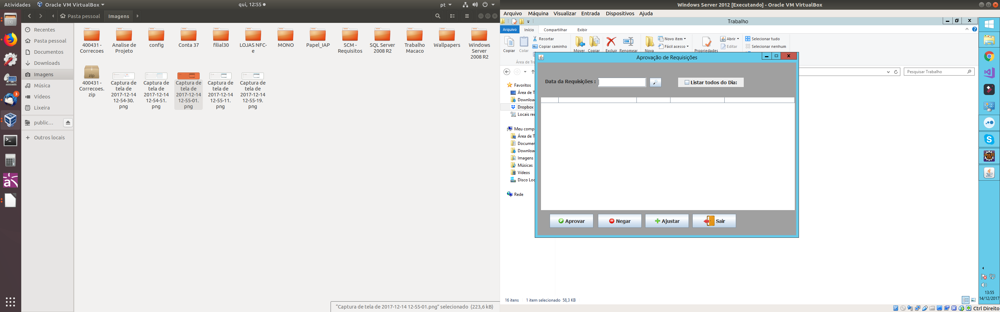 Atividades
Oracle VM VirtualBox
qui, 12:55
pt
Pasta pessoal
Imagens
Recentes
Pasta pessoal
Documentos
Downloads
Imagens
Música
Vídeos
Lixeira
public...
Outros locais
400431 -
Correcoes
Analise de
Projeto
config
Conta 37
filial30
LOJAS NFC-
e
MONO
Papel_IAP
SCM -
Requisitos
SQL Server
2008 R2
Trabalho
Macaco
Wallpapers
Windows
Server
2008 R2
zip
400431 -
Correcoes.
zip
Captura de
tela de
2017-12-14
12-54-30.
png
Captura de
tela de
2017-12-14
12-54-51.
png
Captura de
tela de
2017-12-14
12-55-01.
png
Captura de
tela de
2017-12-14
12-55-11.
png
Captura de
tela de
2017-12-14
12-55-19.
png
3
"Captura de tela de 2017-12-14 12-55-01.png" selecionado (223,6 kB)
Windows Server 2012 [Executando] - Oracle VM VirtualBox
Arquivo Máquina Visualizar Entrada Dispositivos Ajuda
Trabalho
Arquivo Início Compartilhar Exibir
Copiar
Colar
Recortar
Copiar caminho
Mover
Copiar
Excluir
Renomear
Nova
Novo item
Fácil acesso
Propriedades
Abrir
Editar
Selecionar tudo
Selecionar nenhum
Área de Tra
Pesquisar Trabalho
Favoritos
Área de T
Download
Dropbox
Locais rec
Meu comp
Área de T
Documen
Download
Imagens
Músicas
Vídeos
Disco Loc
Rede
Aprovação de Requisições
Data da Requisições :
Listar todos do Dia:
Aprovar
Negar
Ajustar
Sair
16 itens 1 item selecionado 58,3 KB
Java EE
IDE
13:55
14/12/2017
Ctrl Direito